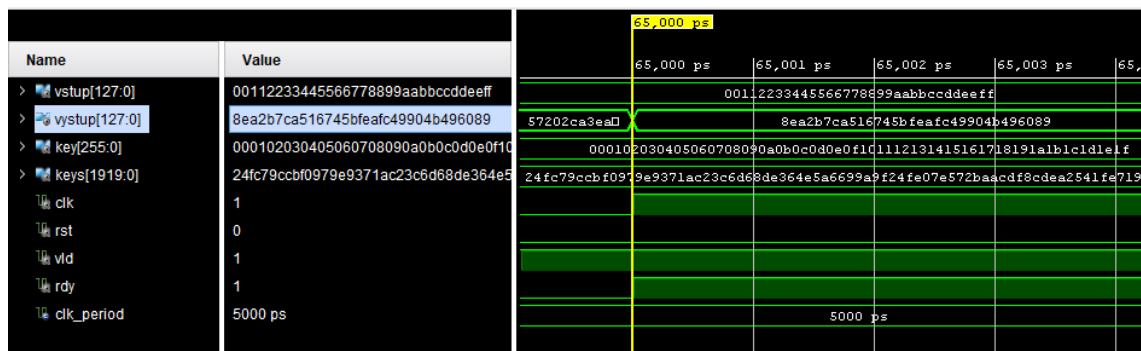 65,000 ps
Name Value 65,000 ps 65,001 ps 65,002 ps 65,003 ps 65,
vstup[127:0] 00112233445566778899aabbccddeeff 00112233445566778899aabbccddeeff
vystup[127:0] 8ea2b7ca516745bfeafc49904b496089 57202ca3ea 8ea2b7ca516745bfeafc49904b496089
key[255:0] 000102030405060708090a0b0c0d0e0f10 000102030405060708090a0b0c0d0e0f101112131415161718191a1b1c1d1e1f
keys[1919:0] 24fc79ccbf0979e9371ac23c6d68de364e5 24fc79ccbf0979e9371ac23c6d68de364e5a6699a9f24fe07e572baacdf8cdea2541fe719
clk 1
rst 0
vld 1
rdy 1
clk_period 5000 ps 5000 ps